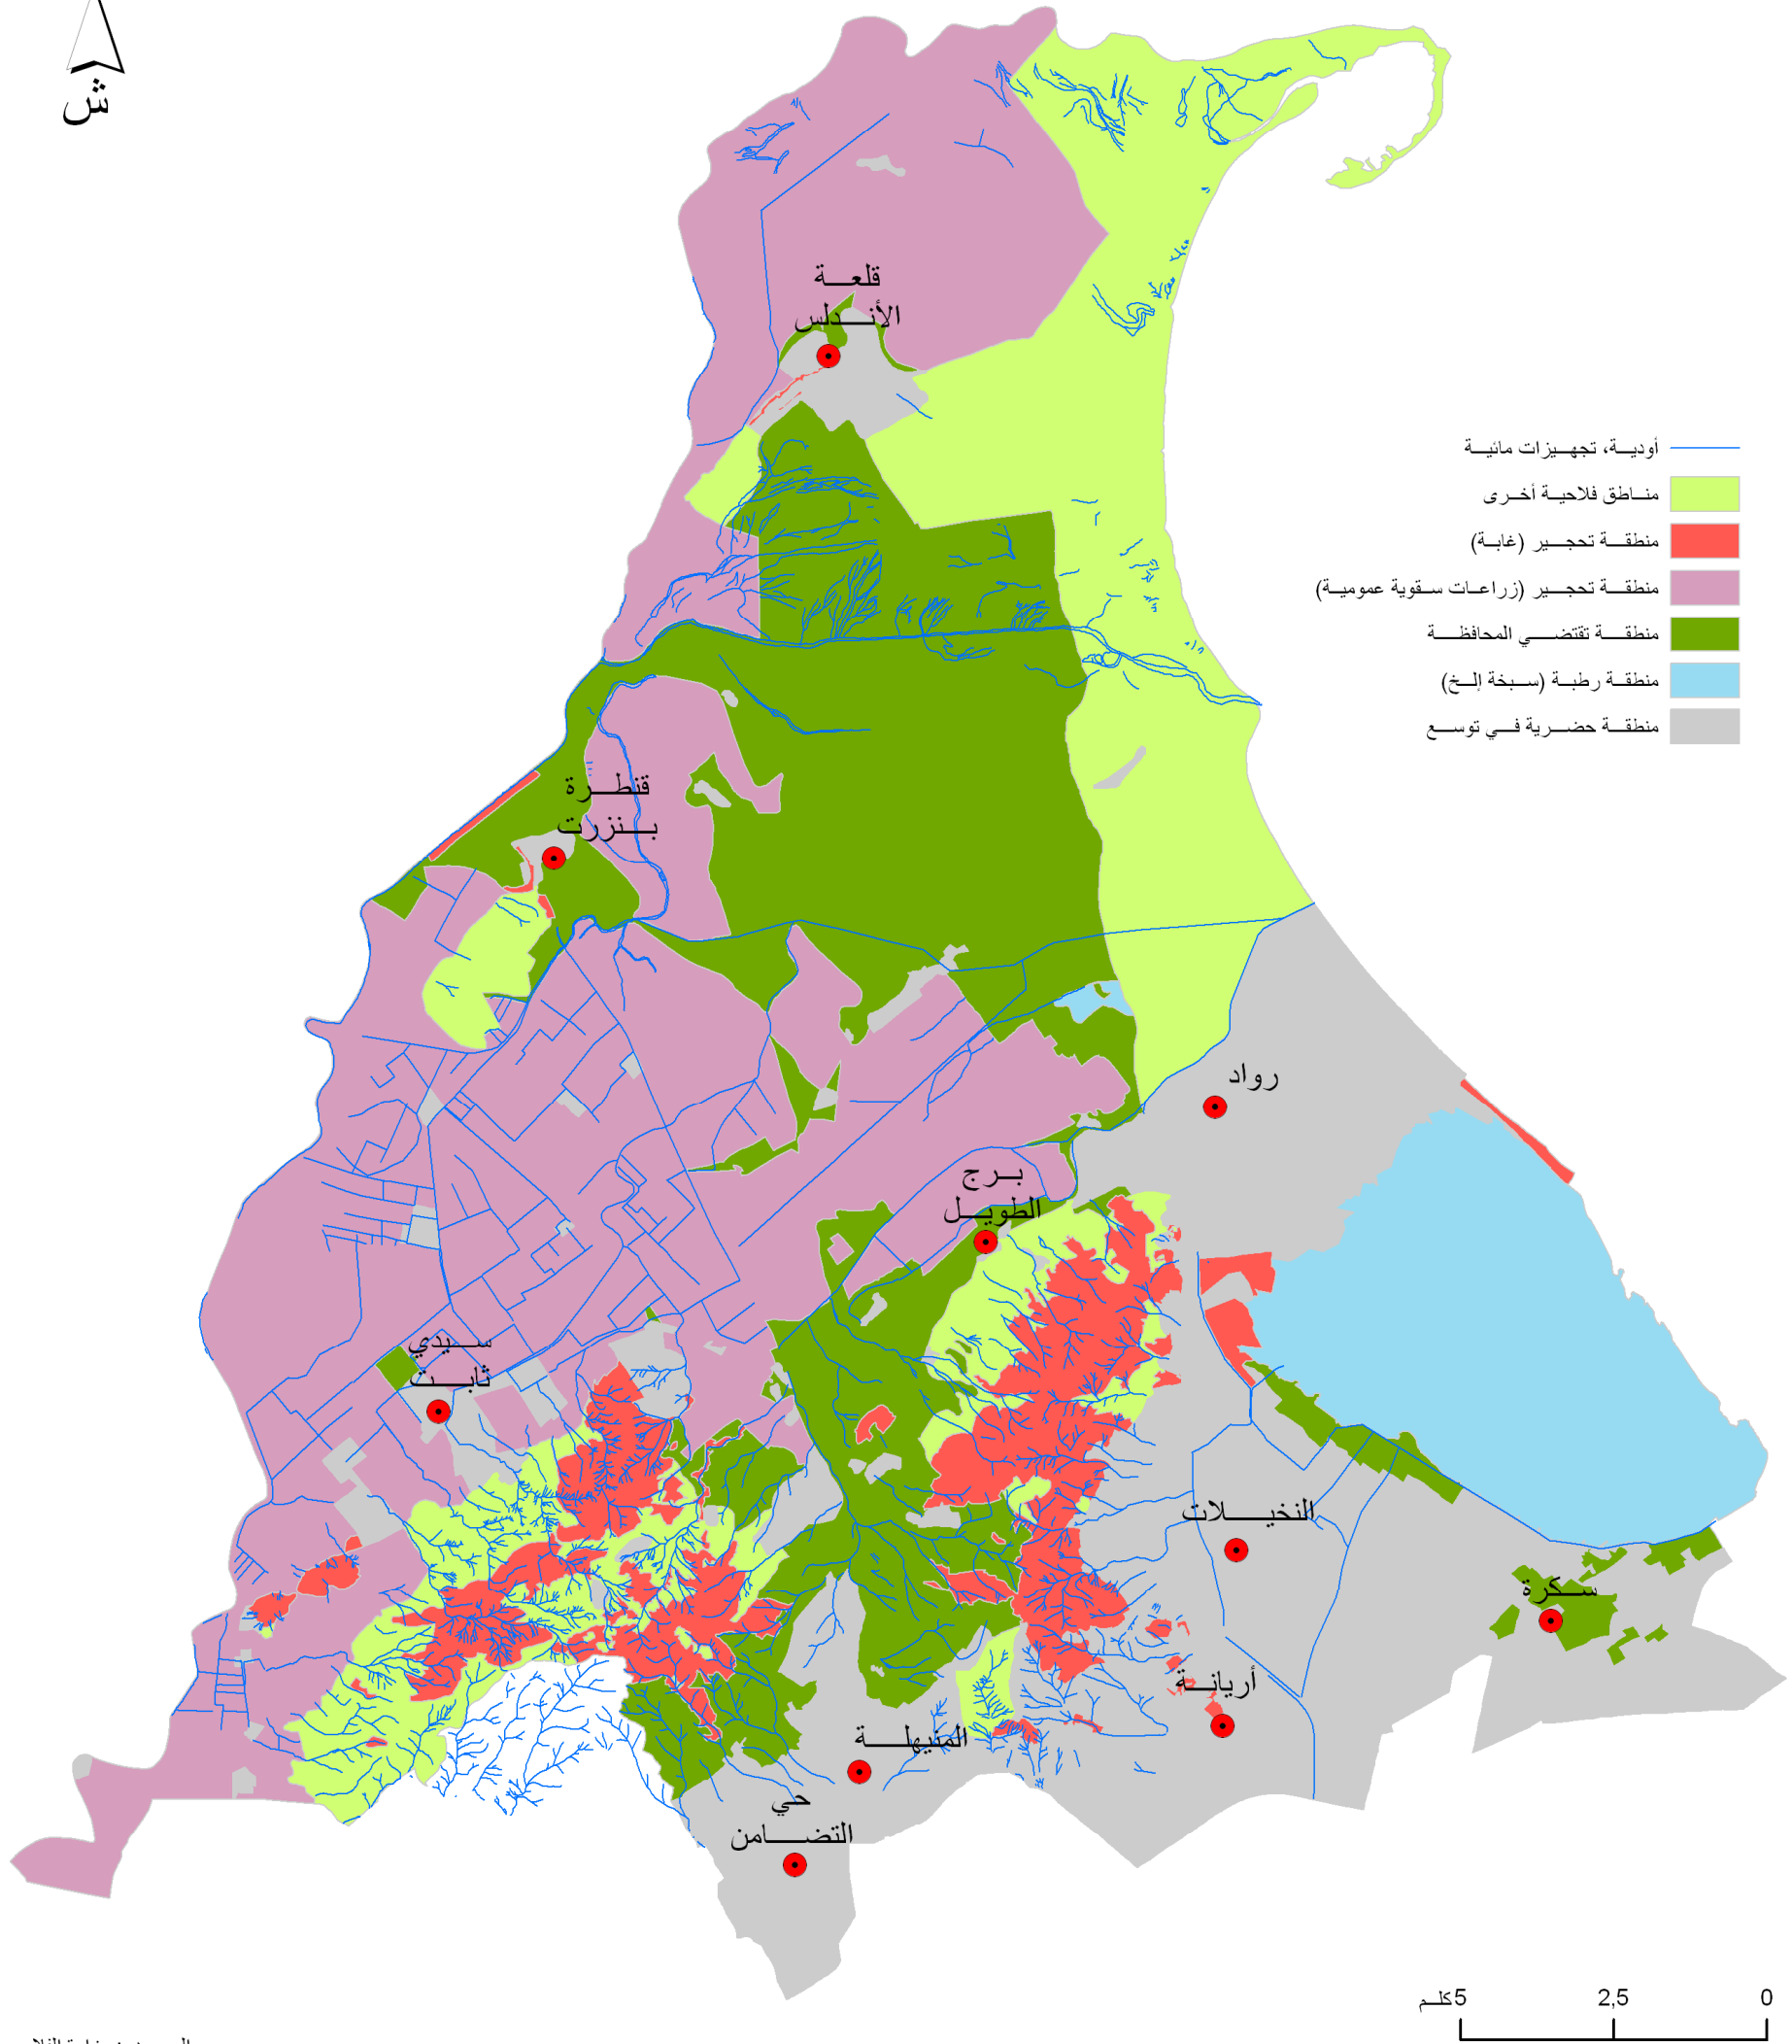 ش
قلعة
الأندلس
أودية، تجهيزات مائية
مناطق فلاحية أخرى
منطقة تحجير (غابة)
منطقة تحجير (زراعات سقوية عمومية)
منطقة تقتضي المحافظة
منطقة رطبة (سبخة إلخ)
منطقة حضرية في توسع
قنطرة
بنزرت
رواد
برج
الطويل
سيدي
ثابت
النخيلات
سكرة
أريانة
المنيهلة
حي
التضامن
0 2,5 5كلم